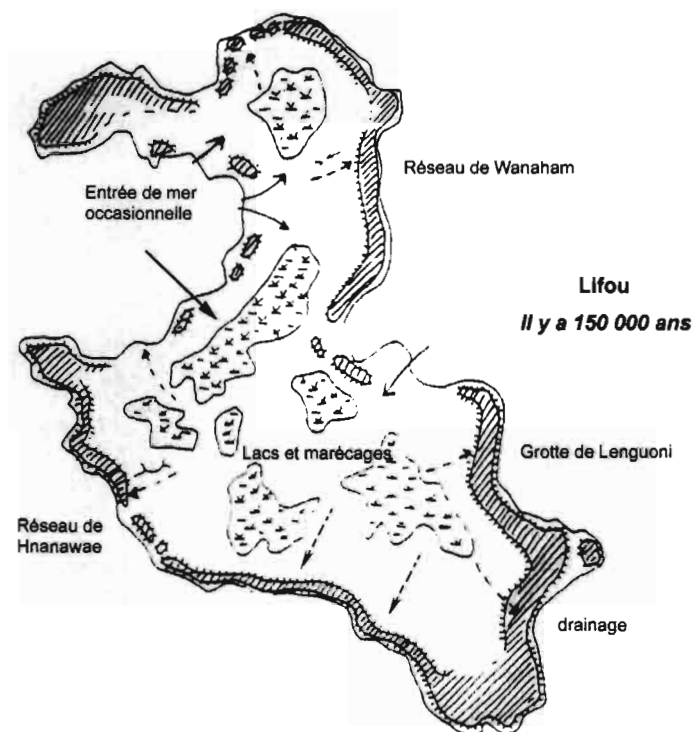 Réseau de Wanaham
Entrée de mer
occasionnelle
Lifou
Il y a 150 000 ans
Lacs et marécages
Grotte de Lenguoni
Réseau de
Hnanawae
drainage